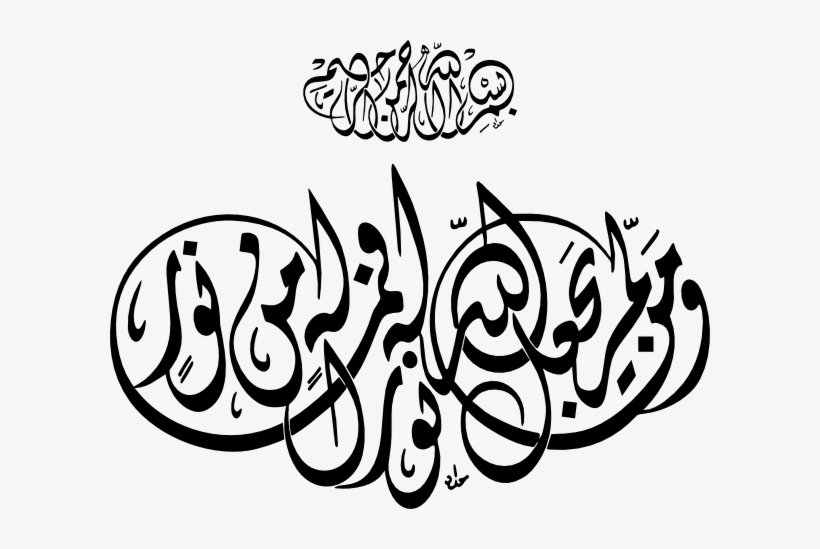 بسم الله الرحمن الرحيم
ومن لم يجعل الله له نورا فما له من نور